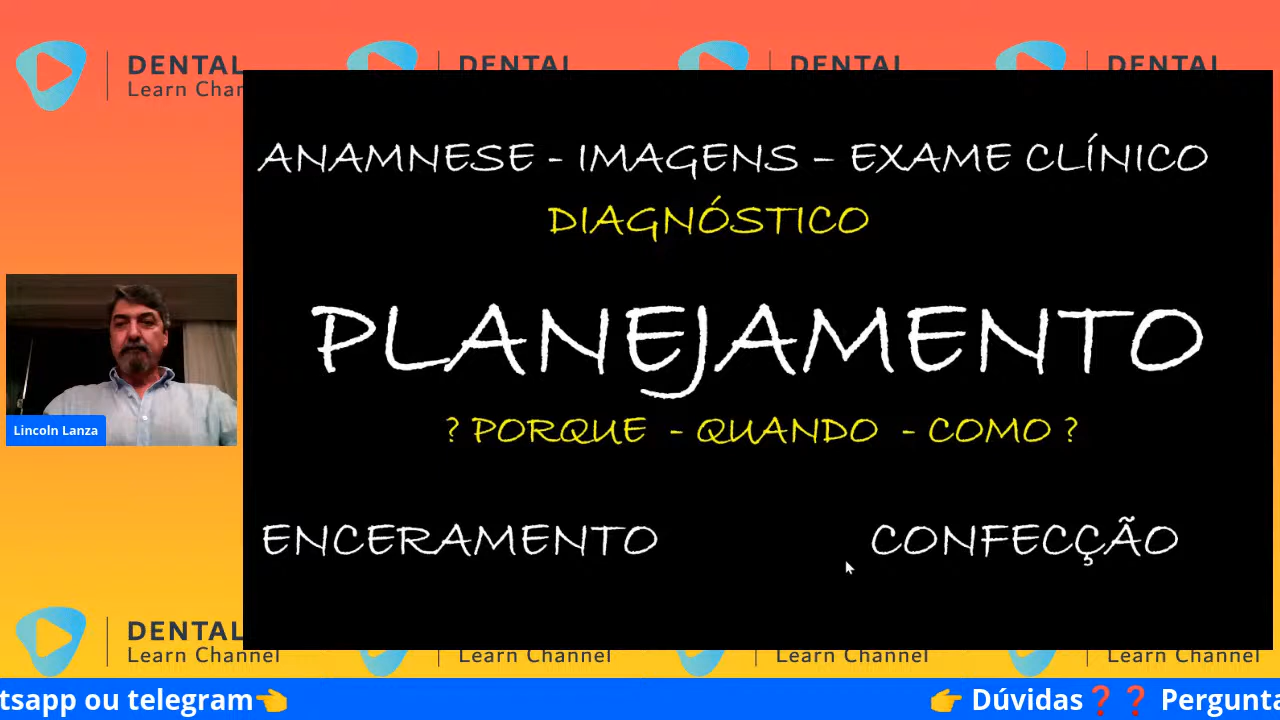 DENTAL
Learn Chan
DENTAL
DENTAL
DENTAL
ANAMNESE - IMAGENS – EXAME CLÍNICO
DIAGNÓSTICO
PLANEJAMENTO
? PORQUE - QUANDO - COMO ?
ENCERAMENTO
CONFECÇÃO
Lincoln Lanza
DENTAL
Learn Channel
Learn Channel
Learn Channel
Learn Channel
tsapp ou telegram👈
👉 Dúvidas❓❓ Pergunta